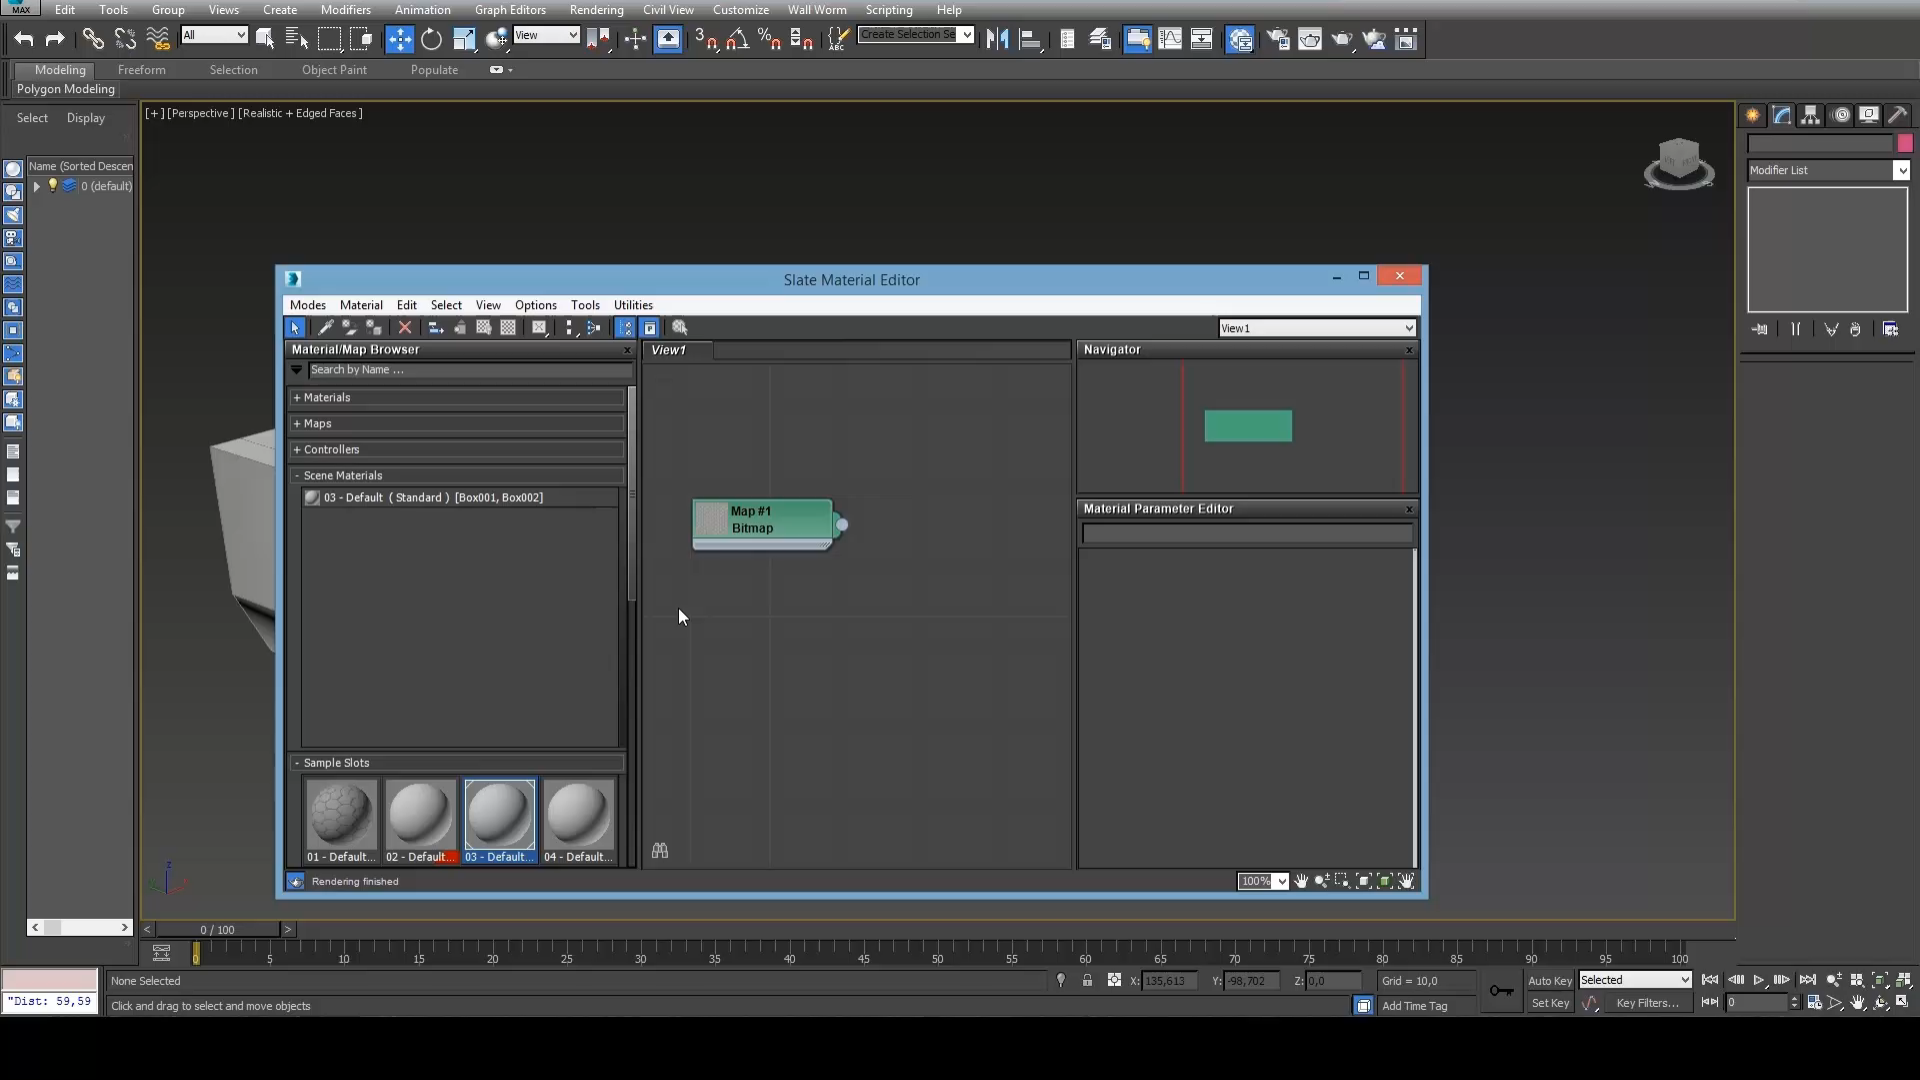 MAX
Edit Tools Group Views Create Modifiers Animation Graph Editors Rendering Civil View Customize Wall Worm Scripting Help
All
View
3
ABC
Create Selection Se
Modeling Freeform Selection Object Paint Populate
Polygon Modeling
Select Display
[+] [Perspective ] [Realistic + Edged Faces ]
Name (Sorted Descen
0 (default)
Modifier List
Slate Material Editor
Modes Material Edit Select View Options Tools Utilities
View1
Material/Map Browser
View1
Navigator
Search by Name ...
+ Materials
+ Maps
+ Controllers
- Scene Materials
03 - Default ( Standard ) [Box001, Box002]
Map #1
Bitmap
Material Parameter Editor
- Sample Slots
01 - Default... 02 - Default... 03 - Default... 04 - Default...
Rendering finished
100%
0 / 100
0 5 10 15 20 25 30 35 40 45 50 55 60 65 70 75 80 85 90 95 100
None Selected
X: 135,613 Y: -98,702 Z: 0,0 Grid = 10,0
Auto Key Selected
"Dist: 59,59
Click and drag to select and move objects
Add Time Tag
Set Key Key Filters... 0